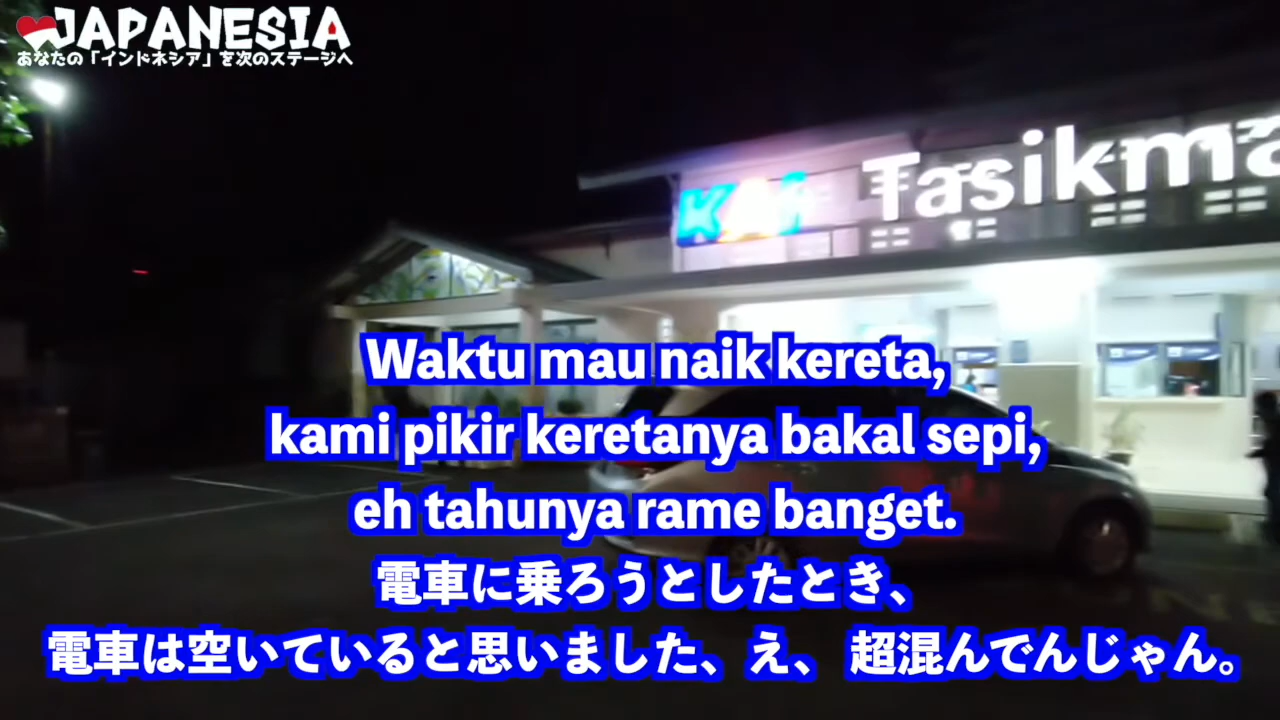 JAPANESIA
あなたの「インドネシア」を次のステージへ
KAI
Tasikma
Waktu mau naik kereta,
kami pikir keretanya bakal sepi,
eh tahunya rame banget.
電車に乗ろうとしたとき、
電車は空いていると思いました、え、 超混んでんじゃん。